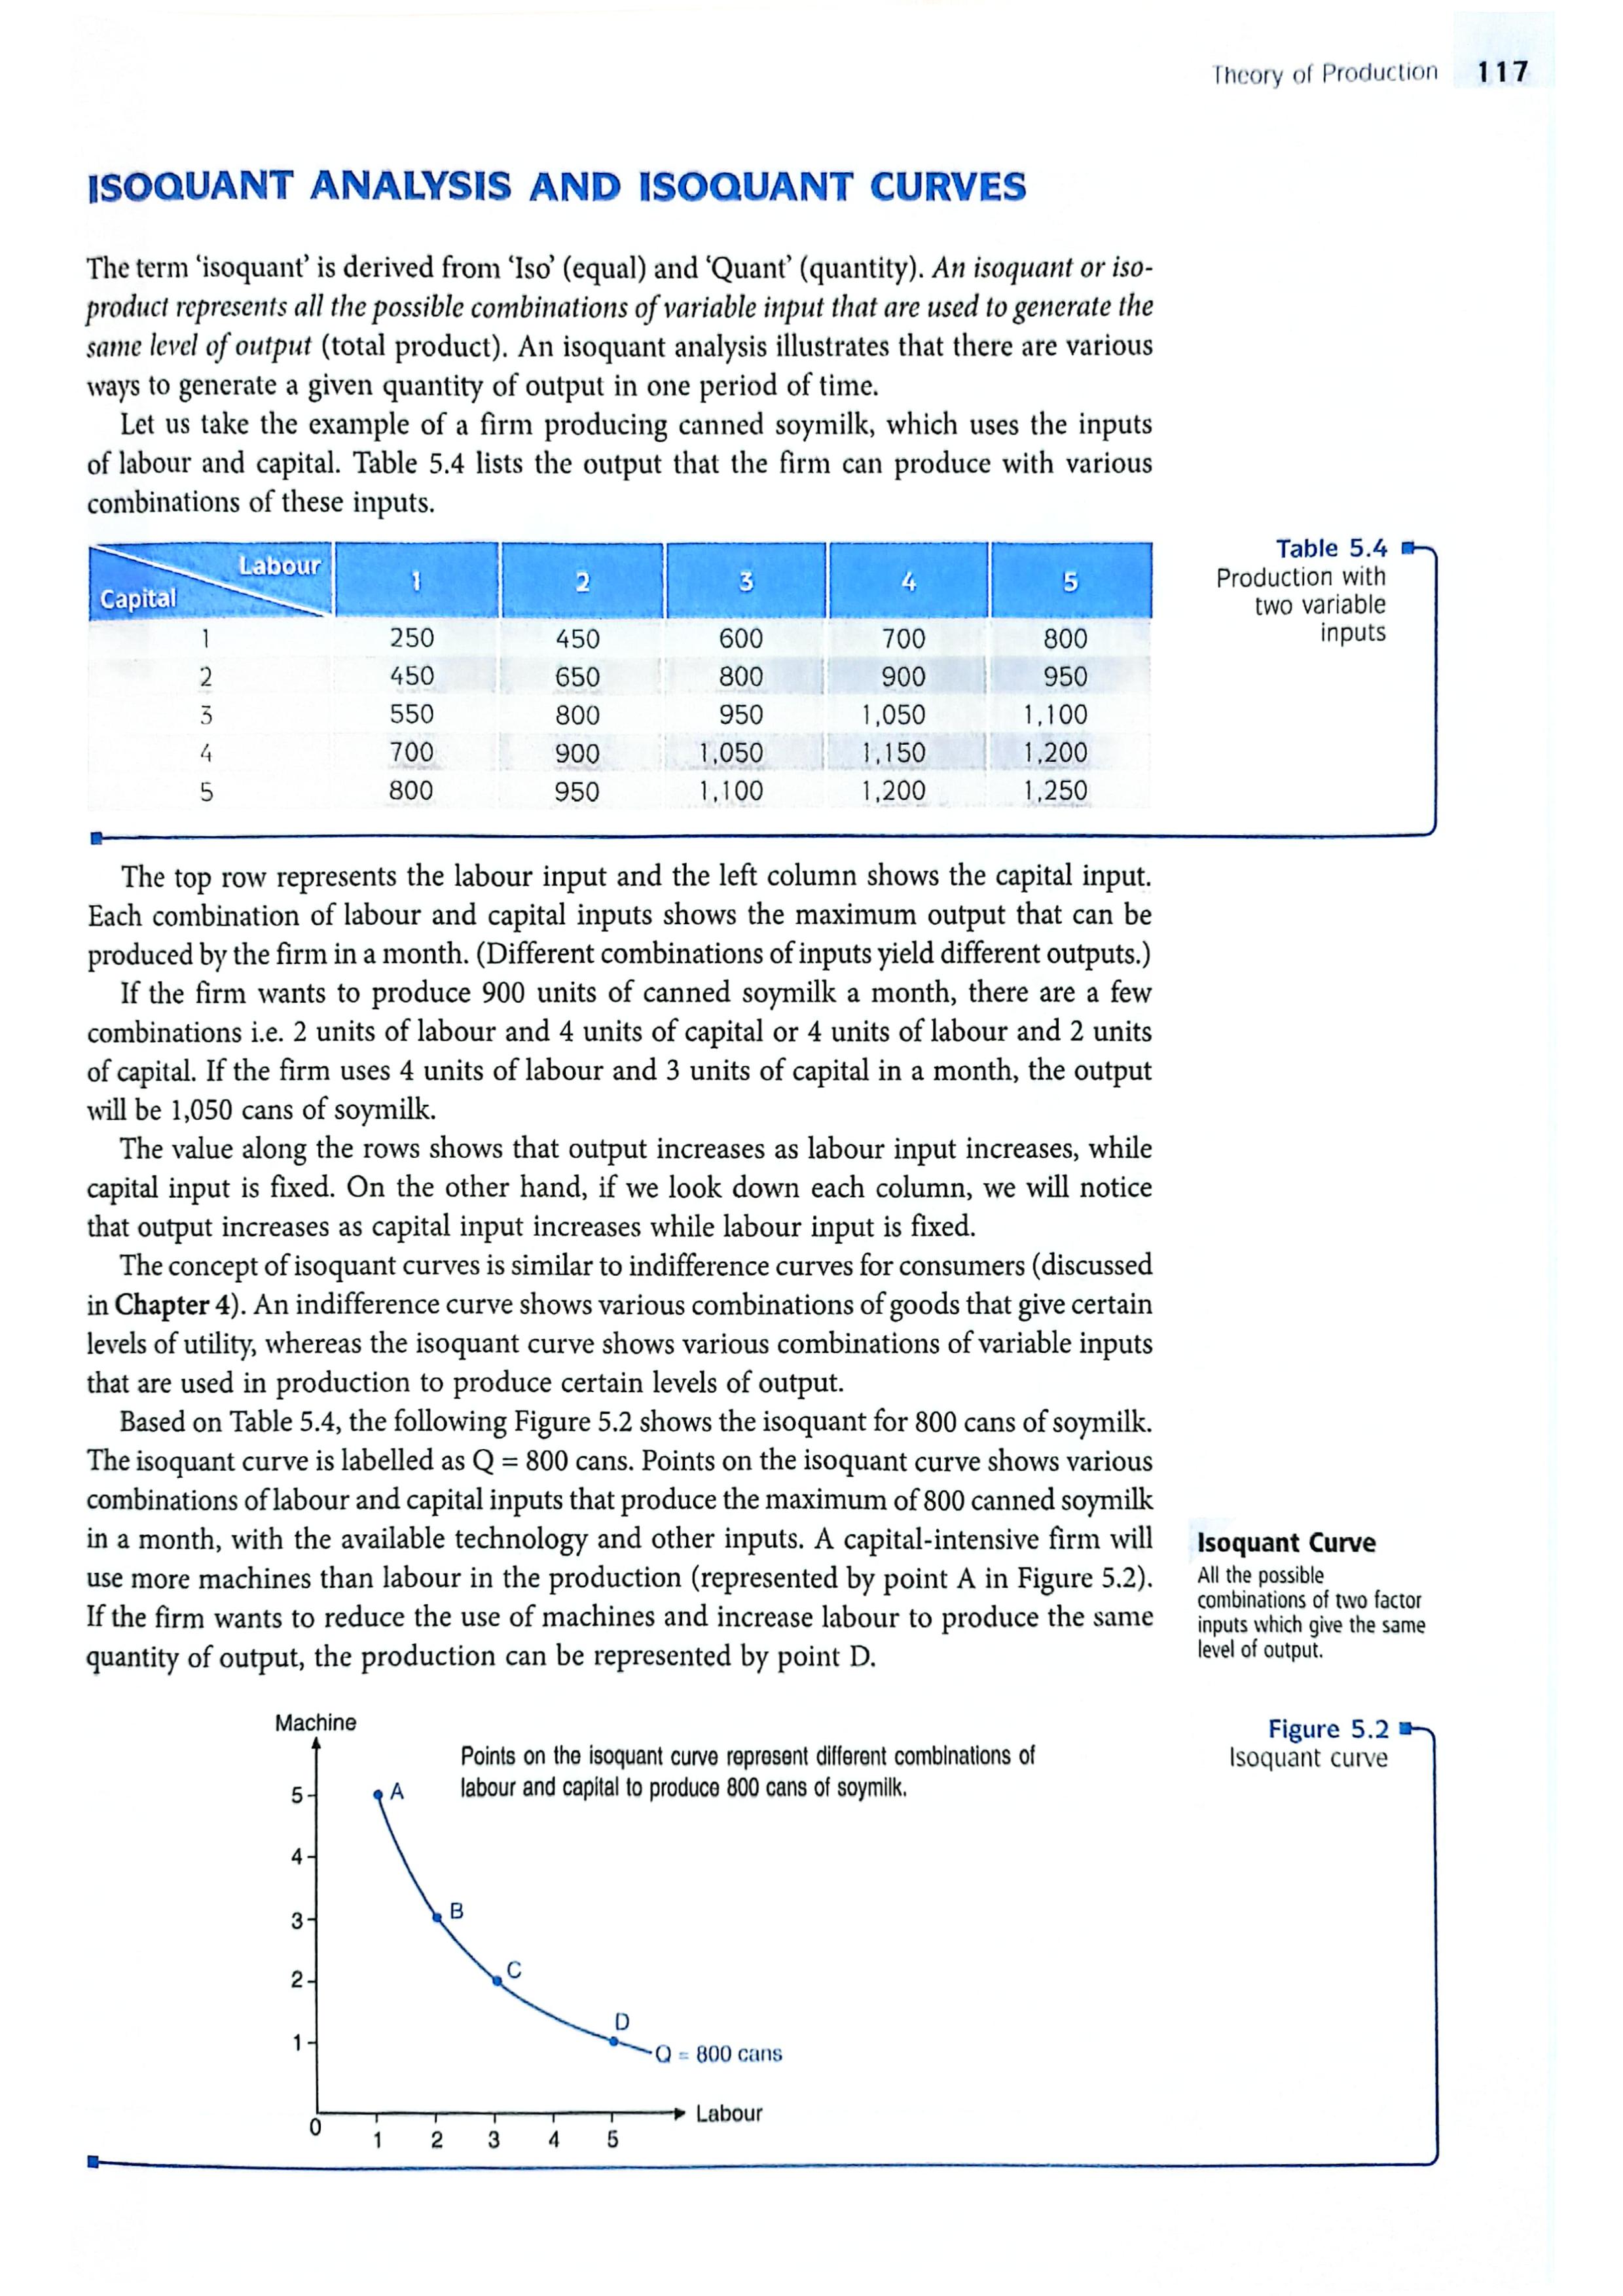 Theory of Production 117
ISOQUANT ANALYSIS AND ISOQUANT CURVES
The term ‘isoquant’ is derived from ‘Iso’ (equal) and ‘Quant’ (quantity). An isoquant or iso-
product represents all the possible combinations of variable input that are used to generate the
same level of output (total product). An isoquant analysis illustrates that there are various
ways to generate a given quantity of output in one period of time.
Let us take the example of a firm producing canned soymilk, which uses the inputs
of labour and capital. Table 5.4 lists the output that the firm can produce with various
combinations of these inputs.
Table 5.4
Production with
two variable
inputs
Labour
Capital
1 2 3 4 5
1 250 450 600 700 800
2 450 650 800 900 950
3 550 800 950 1,050 1,100
4 700 900 1,050 1,150 1,200
5 800 950 1,100 1,200 1,250
The top row represents the labour input and the left column shows the capital input.
Each combination of labour and capital inputs shows the maximum output that can be
produced by the firm in a month. (Different combinations of inputs yield different outputs.)
If the firm wants to produce 900 units of canned soymilk a month, there are a few
combinations i.e. 2 units of labour and 4 units of capital or 4 units of labour and 2 units
of capital. If the firm uses 4 units of labour and 3 units of capital in a month, the output
will be 1,050 cans of soymilk.
The value along the rows shows that output increases as labour input increases, while
capital input is fixed. On the other hand, if we look down each column, we will notice
that output increases as capital input increases while labour input is fixed.
The concept of isoquant curves is similar to indifference curves for consumers (discussed
in Chapter 4). An indifference curve shows various combinations of goods that give certain
levels of utility, whereas the isoquant curve shows various combinations of variable inputs
that are used in production to produce certain levels of output.
Based on Table 5.4, the following Figure 5.2 shows the isoquant for 800 cans of soymilk.
The isoquant curve is labelled as Q = 800 cans. Points on the isoquant curve shows various
combinations of labour and capital inputs that produce the maximum of 800 canned soymilk
in a month, with the available technology and other inputs. A capital-intensive firm will
use more machines than labour in the production (represented by point A in Figure 5.2).
If the firm wants to reduce the use of machines and increase labour to produce the same
quantity of output, the production can be represented by point D.
Isoquant Curve
All the possible
combinations of two factor
inputs which give the same
level of output.
Figure 5.2
Isoquant curve
Machine
Points on the isoquant curve represent different combinations of
labour and capital to produce 800 cans of soymilk.
5 A
4
3 B
2 C
1 D
Q = 800 cans
Labour
0 1 2 3 4 5